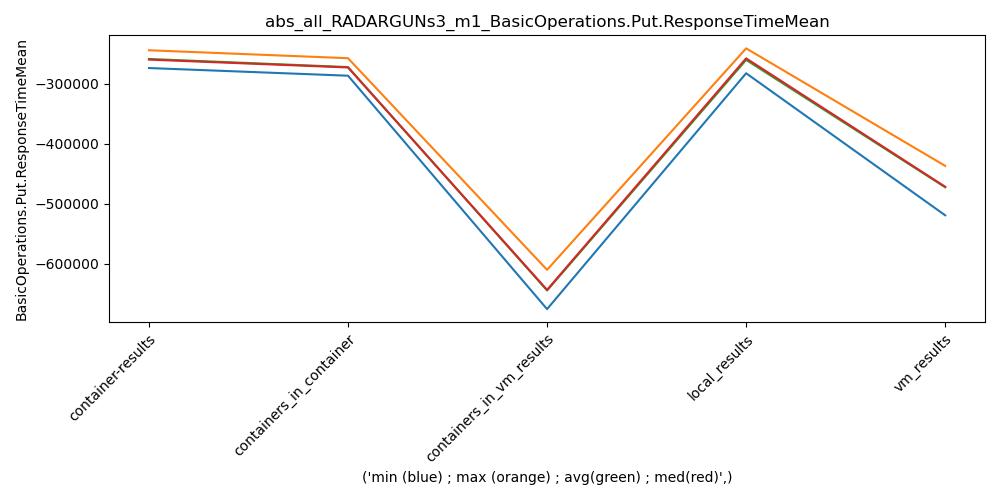 abs_all_RADARGUNs3_m1_BasicOperations.Put.ResponseTimeMean
BasicOperations.Put.ResponseTimeMean
−300000
−400000
−500000
−600000
container-results
containers_in_container
containers_in_vm_results
local_results
vm_results
('min (blue) ; max (orange) ; avg(green) ; med(red)',)